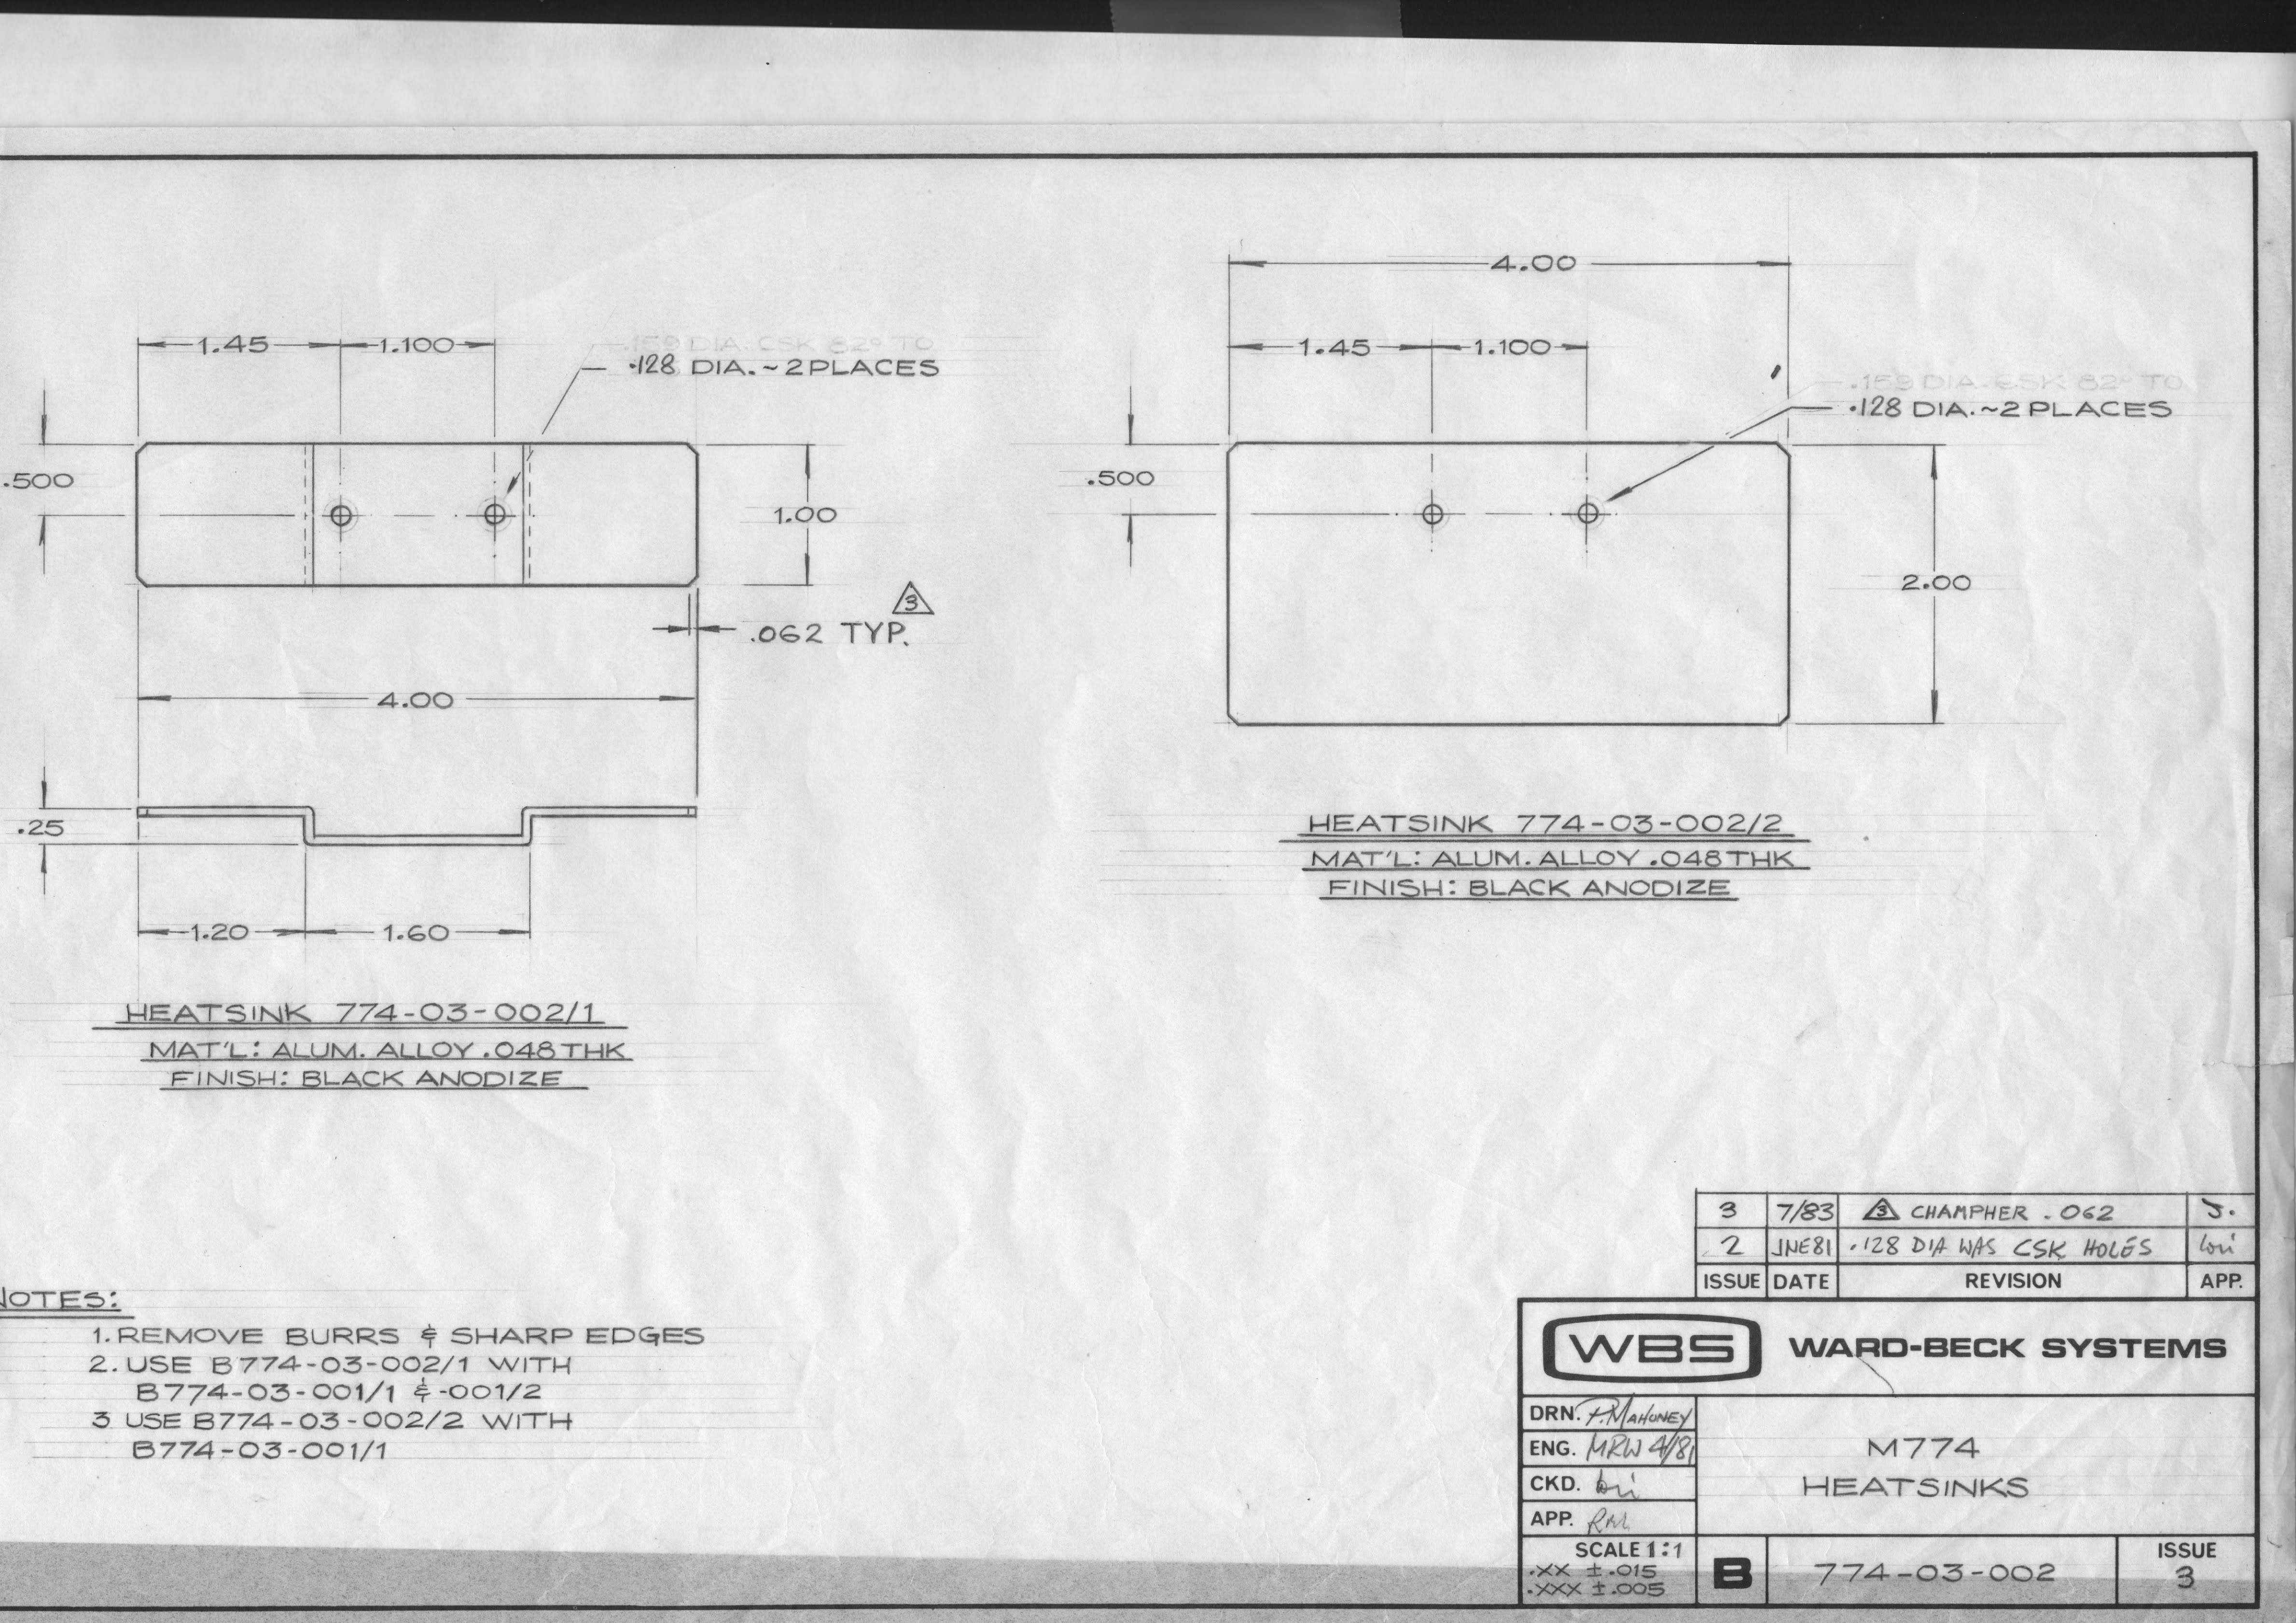 1.45
1.100
.159 DIA. CSK 82° TO
.128 DIA.~2 PLACES
.500
1.00
3
.062 TYP.
4.00
.25
1.20
1.60
HEATSINK 774-03-002/1
MAT'L: ALUM. ALLOY .048 THK
FINISH: BLACK ANODIZE
4.00
1.45
1.100
.159 DIA. CSK 82° TO
.128 DIA.~2 PLACES
.500
2.00
HEATSINK 774-03-002/2
MAT'L: ALUM. ALLOY .048 THK
FINISH: BLACK ANODIZE
NOTES:
1. REMOVE BURRS & SHARP EDGES
2. USE B774-03-002/1 WITH
B774-03-001/1 & -001/2
3 USE B774-03-002/2 WITH
B774-03-001/1
3 7/83 3 CHAMPHER .062 J.
2 JNE81 .128 DIA WAS CSK HOLES
ISSUE DATE REVISION APP.
WBS WARD-BECK SYSTEMS
DRN. P. MAHONEY
ENG. MRW 4/81
CKD.
APP.
M774
HEATSINKS
SCALE 1:1
.XX ±.015
.XXX ±.005
B
774-03-002
ISSUE
3